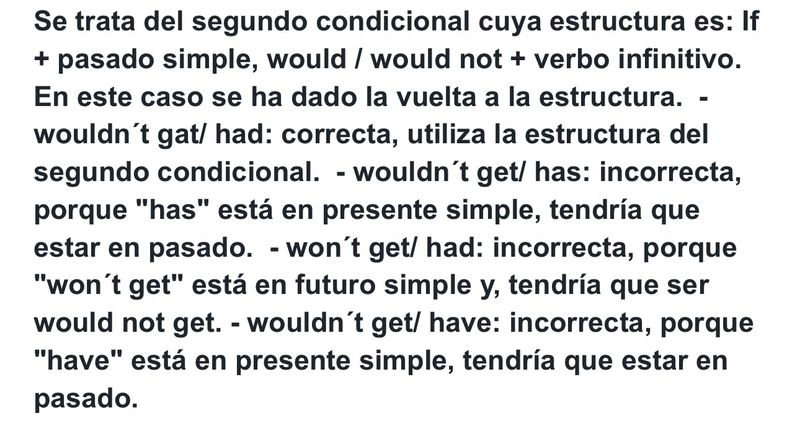 Se trata del segundo condicional cuya estructura es: If
+ pasado simple, would / would not + verbo infinitivo.
En este caso se ha dado la vuelta a la estructura.  -
wouldn´t gat/ had: correcta, utiliza la estructura del
segundo condicional.  - wouldn´t get/ has: incorrecta,
porque "has" está en presente simple, tendría que
estar en pasado.  - won´t get/ had: incorrecta, porque
"won´t get" está en futuro simple y, tendría que ser
would not get. - wouldn´t get/ have: incorrecta, porque
"have" está en presente simple, tendría que estar en
pasado.